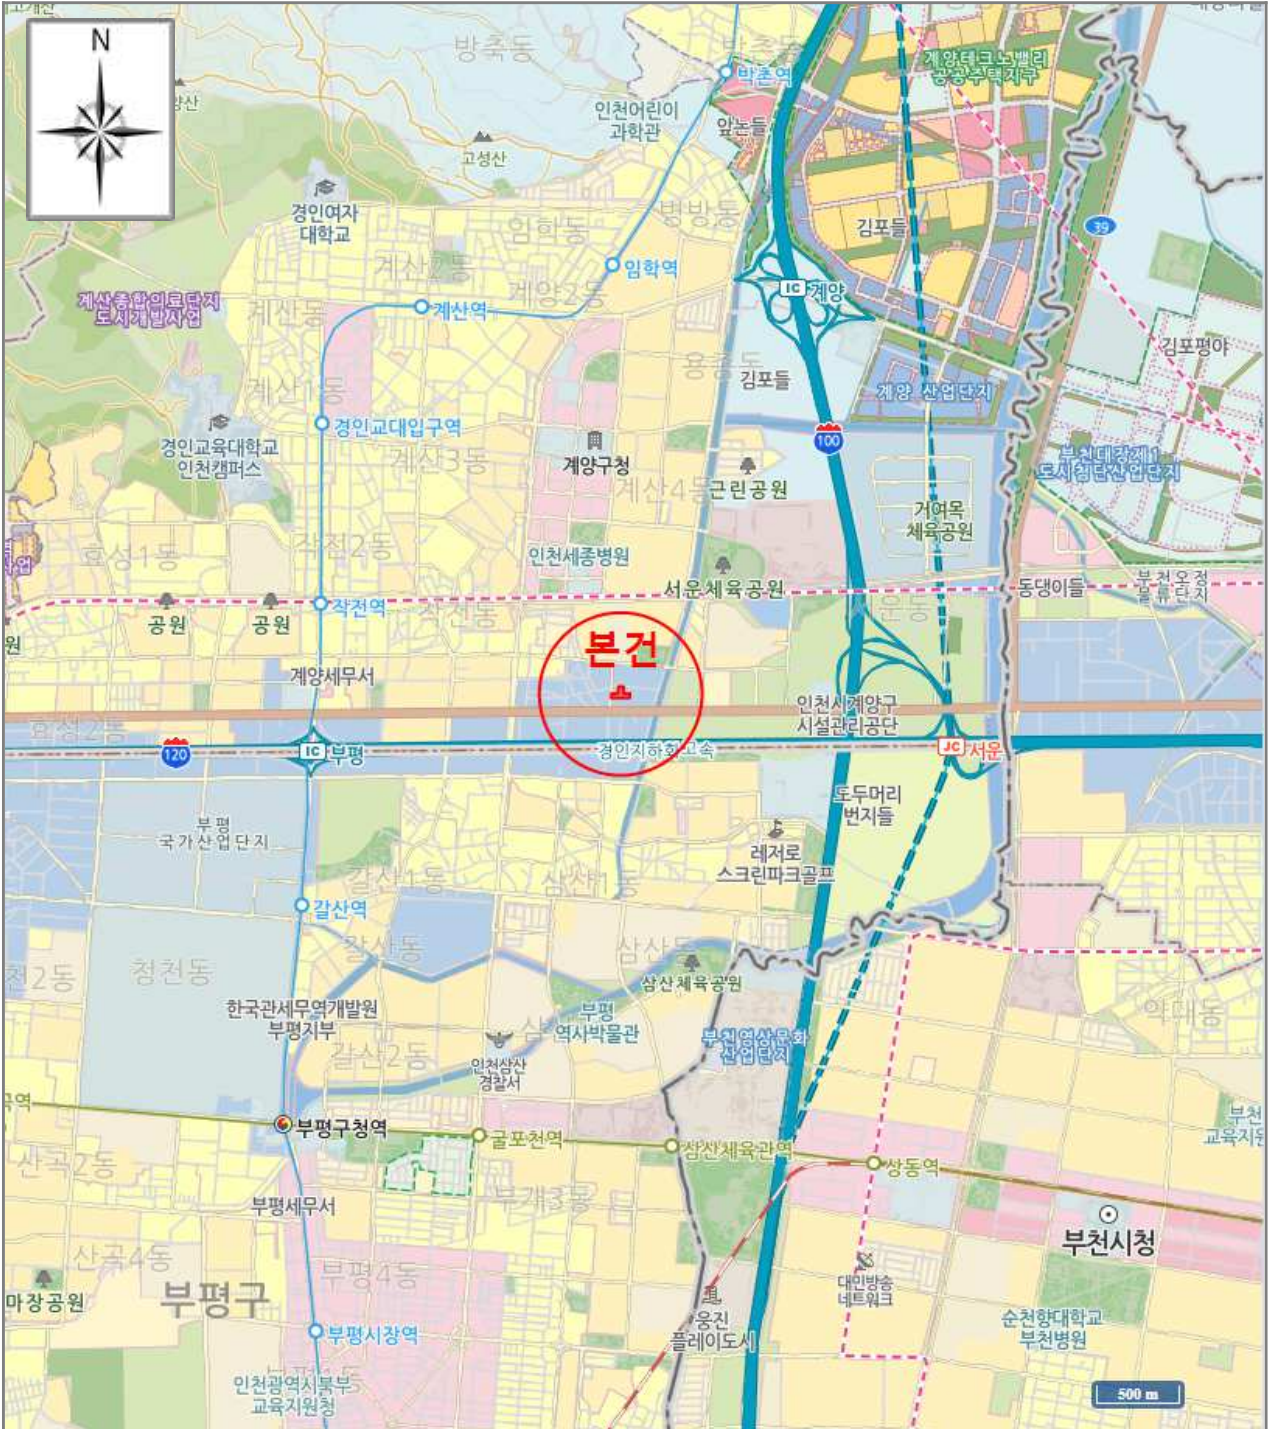 N
방축동
박촌역
계양테크노밸리
공공주택지구
인천어린이
과학관
앞논들
고성산
경인여자
대학교
임학동
병방동
김포들
39
계산2동
임학역
계양2동
계산종합의료단지
도시개발사업
계산동
계산역
IC 계양
김포평야
용종동
김포들
계산1동
계양 산업단지
경인교대입구역
100
경인교육대학교
인천캠퍼스
계산3동
계양구청
계산4동
근린공원
부천대장제1
도시첨단산업단지
거여목
체육공원
효성1동
작전2동
인천세종병원
서운체육공원
동댕이들
부천오정
물류단지
공원
공원
작전역
작전동
운동
본건
계양세무서
인천시계양구
시설관리공단
효성2동
120
IC 부평
경인지하화고속
JC 서운
도두머리
번지들
부평
국가산업단지
레저로
스크린파크골프
갈산1동
삼산1동
갈산역
갈산동
삼산동
천2동
청천동
삼산체육공원
한국관세무역개발원
부평지부
부평
역사박물관
부천영상문화
산업단지
약대동
갈산2동
인천삼산
경찰서
부평구청역
굴포천역
삼산체육관역
상동역
부천
교육지원
산곡2동
부평세무서
부개3동
부천시청
산곡4동
부평4동
마장공원
부평구
대민방송
네트워크
웅진
플레이도시
순천향대학교
부천병원
부평시장역
인천광역시북부
교육지원청
500 m